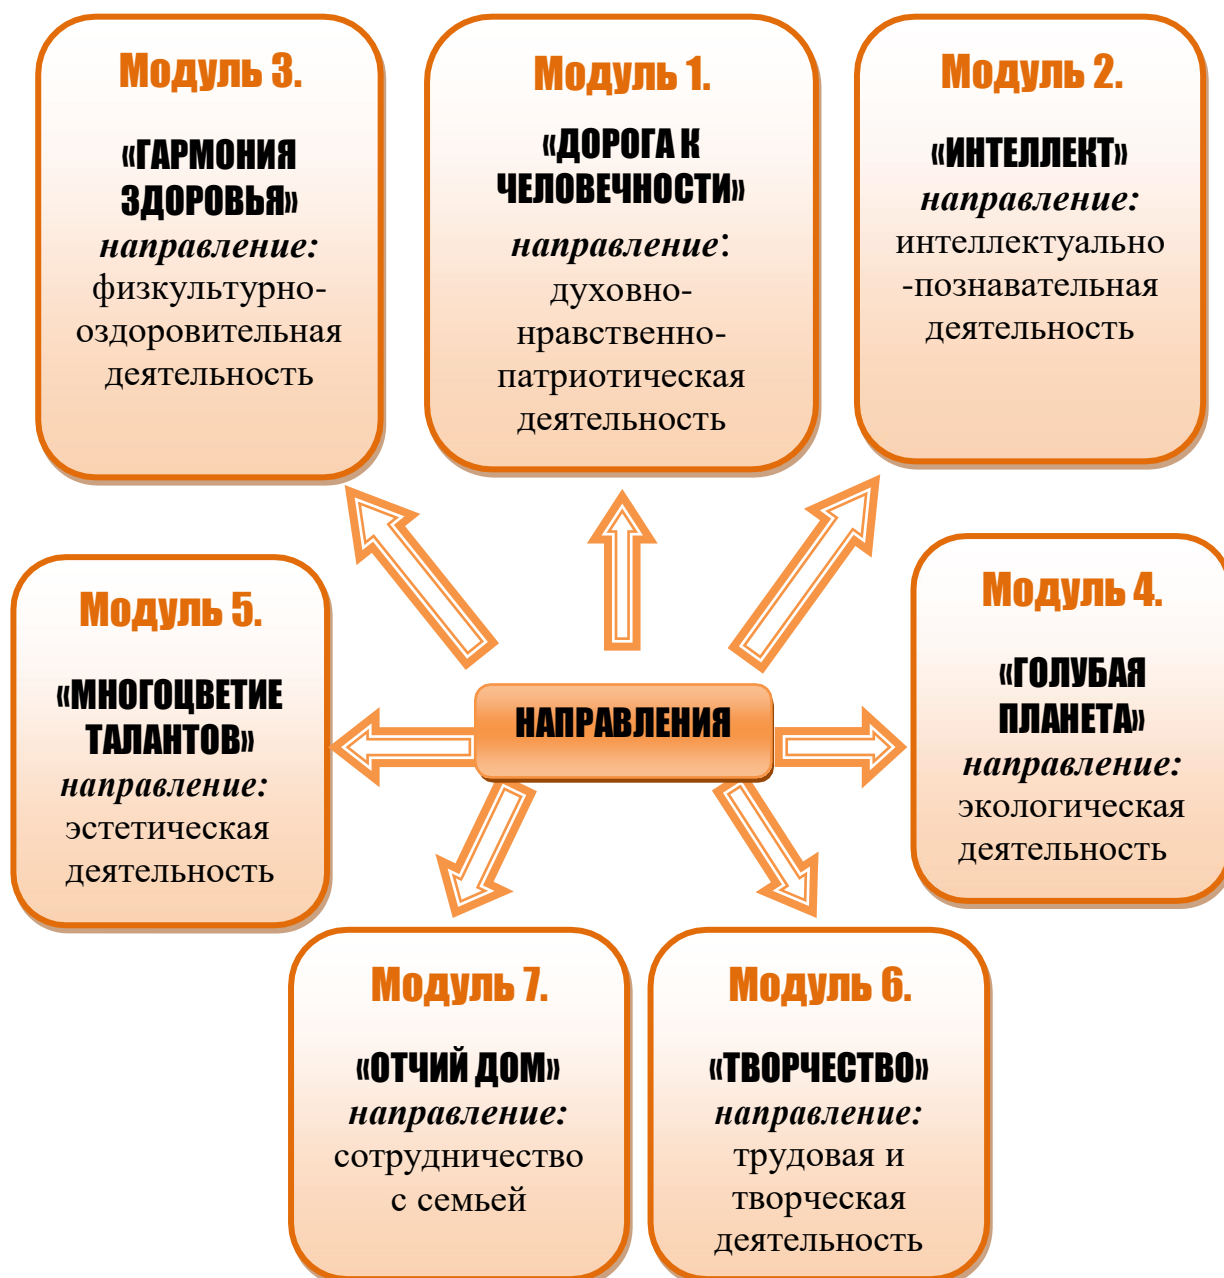 Модуль 3.
«ГАРМОНИЯ
ЗДОРОВЬЯ»
направление:
физкультурно-
оздоровительная
деятельность
Модуль 1.
«ДОРОГА К
ЧЕЛОВЕЧНОСТИ»
направление:
духовно-
нравственно-
патриотическая
деятельность
Модуль 2.
«ИНТЕЛЛЕКТ»
направление:
интеллектуально
-познавательная
деятельность
Модуль 5.
«МНОГОЦВЕТИЕ
ТАЛАНТОВ»
направление:
эстетическая
деятельность
НАПРАВЛЕНИЯ
Модуль 4.
«ГОЛУБАЯ
ПЛАНЕТА»
направление:
экологическая
деятельность
Модуль 7.
«ОТЧИЙ ДОМ»
направление:
сотрудничество
с семьей
Модуль 6.
«ТВОРЧЕСТВО»
направление:
трудовая и
творческая
деятельность